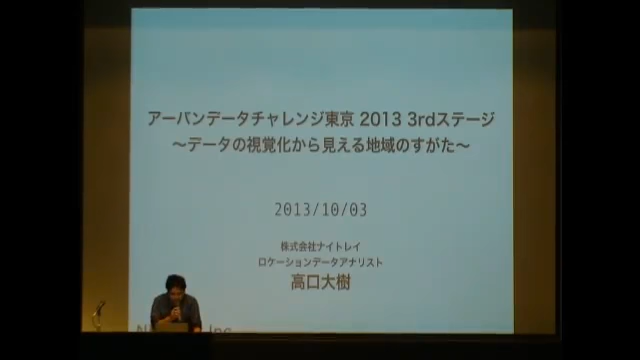 アーバンデータチャレンジ東京 2013 3rdステージ
～データの視覚化から見える地域のすがた～
2013/10/03
株式会社ナイトレイ
ロケーションデータアナリスト
高口大樹
Inc